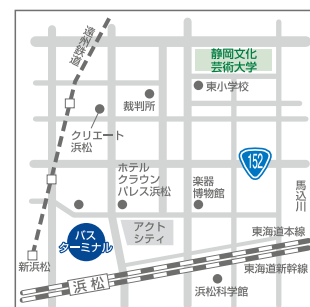 遠州鉄道
静岡文化
芸術大学
東小学校
裁判所
クリエート
浜松
152
ホテル
クラウン
パレス浜松
楽器
博物館
馬込川
バス
ターミナル
アクト
シティ
東海道本線
新浜松
浜松
東海道新幹線
浜松科学館